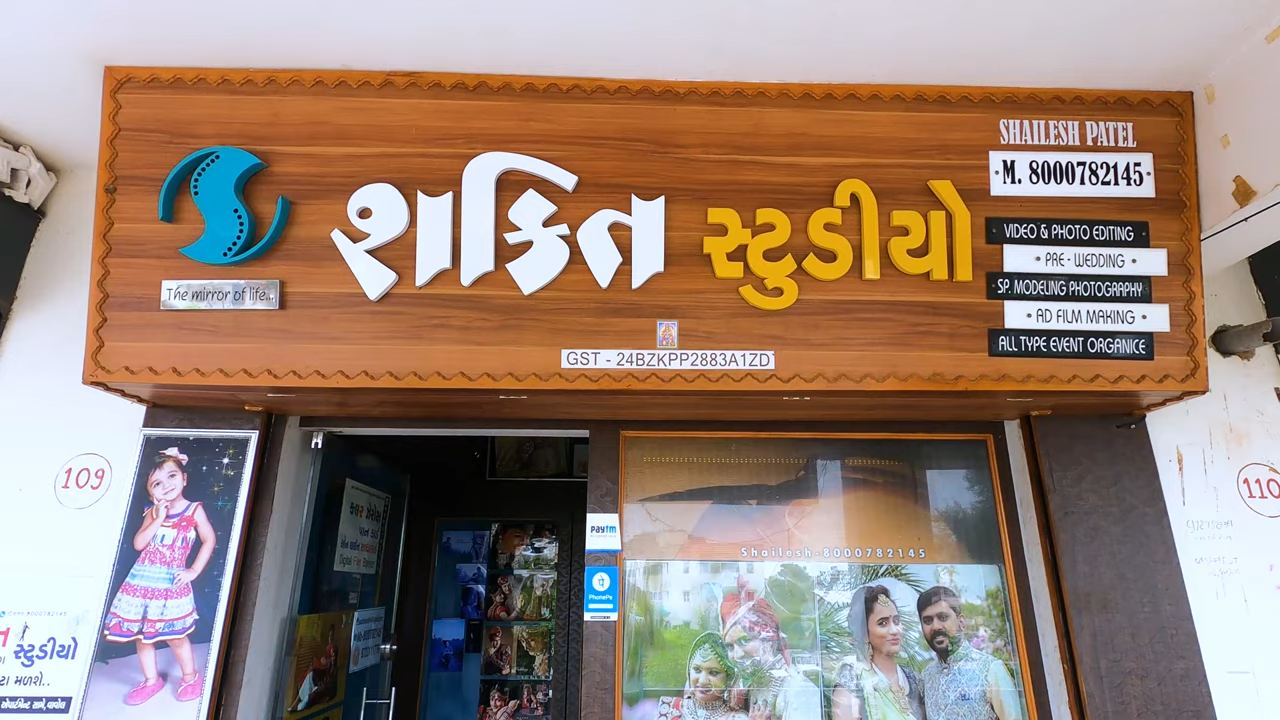 SHAILESH PATEL
M. 8000782145
શક્તિ સ્ટુડીયો
The mirror of life...
VIDEO & PHOTO EDITING
PRE - WEDDING
SP. MODELING PHOTOGRAPHY
AD FILM MAKING
ALL TYPE EVENT ORGANICE
GST - 24BZKPP2883A1ZD
109
110
paytm
PhonePe
Shailesh-8000782145
સ્ટુડીયો
મળશે..